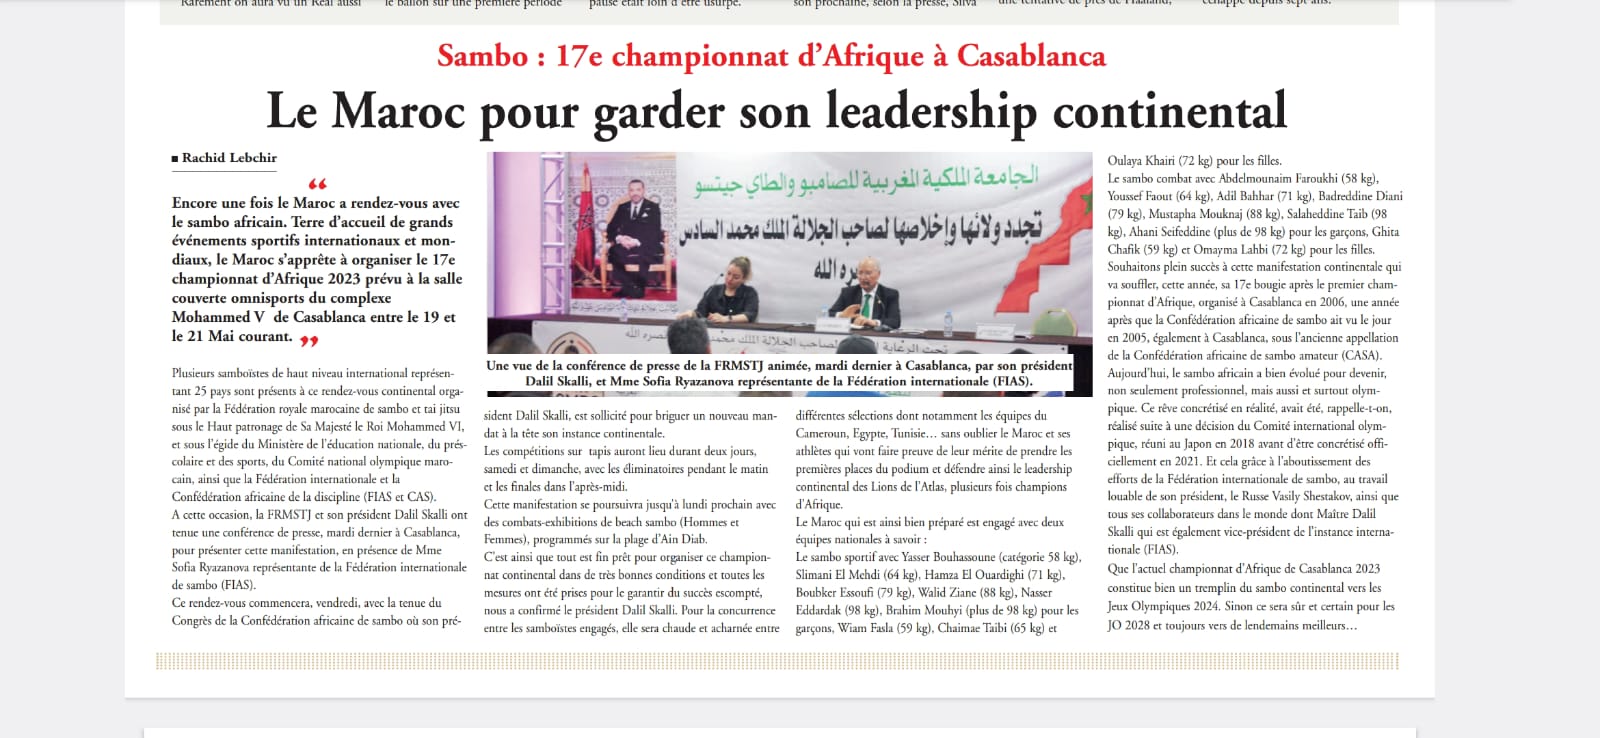 Rarement on aura vu un Real aussi
le ballon sur une première période
pause était loin d'être usurpé.
son prochaine, selon la presse, Silva
une tentative de près de Haaland,
échappé depuis sept ans.
Sambo : 17e championnat d'Afrique à Casablanca
Le Maroc pour garder son leadership continental
■ Rachid Lebchir
“
Encore une fois le Maroc a rendez-vous avec
le sambo africain. Terre d'accueil de grands
événements sportifs internationaux et mon-
diaux, le Maroc s'apprête à organiser le 17e
championnat d'Afrique 2023 prévu à la salle
couverte omnisports du complexe
Mohammed V de Casablanca entre le 19 et
le 21 Mai courant. ”
Plusieurs samboïstes de haut niveau international représen-
tant 25 pays sont présents à ce rendez-vous continental orga-
nisé par la Fédération royale marocaine de sambo et tai jitsu
sous le Haut patronage de Sa Majesté le Roi Mohammed VI,
et sous l'égide du Ministère de l'éducation nationale, du prés-
colaire et des sports, du Comité national olympique maro-
cain, ainsi que la Fédération internationale et la
Confédération africaine de la discipline (FIAS et CAS).
A cette occasion, la FRMSTJ et son président Dalil Skalli ont
tenue une conférence de presse, mardi dernier à Casablanca,
pour présenter cette manifestation, en présence de Mme
Sofia Ryazanova représentante de la Fédération internationale
de sambo (FIAS).
Ce rendez-vous commencera, vendredi, avec la tenue du
Congrès de la Confédération africaine de sambo où son pré-
الجامعة الملكية المغربية للصامبو والطاي جيتسو
تجدد ولائها وإخلاصها لصاحب الجلالة الملك محمد السادس
نصره الله
Une vue de la conférence de presse de la FRMSTJ animée, mardi dernier à Casablanca, par son président
Dalil Skalli, et Mme Sofia Ryazanova représentante de la Fédération internationale (FIAS).
sident Dalil Skalli, est sollicité pour briguer un nouveau man-
dat à la tête son instance continentale.
Les compétitions sur tapis auront lieu durant deux jours,
samedi et dimanche, avec les éliminatoires pendant le matin
et les finales dans l'après-midi.
Cette manifestation se poursuivra jusqu'à lundi prochain avec
des combats-exhibitions de beach sambo (Hommes et
Femmes), programmés sur la plage d'Ain Diab.
C'est ainsi que tout est fin prêt pour organiser ce champion-
nat continental dans de très bonnes conditions et toutes les
mesures ont été prises pour le garantir du succès escompté,
nous a confirmé le président Dalil Skalli. Pour la concurrence
entre les samboïstes engagés, elle sera chaude et acharnée entre
différentes sélections dont notamment les équipes du
Cameroun, Egypte, Tunisie… sans oublier le Maroc et ses
athlètes qui vont faire preuve de leur mérite de prendre les
premières places du podium et défendre ainsi le leadership
continental des Lions de l'Atlas, plusieurs fois champions
d'Afrique.
Le Maroc qui est ainsi bien préparé est engagé avec deux
équipes nationales à savoir :
Le sambo sportif avec Yasser Bouhassoune (catégorie 58 kg),
Slimani El Mehdi (64 kg), Hamza El Ouardighi (71 kg),
Boubker Essoufi (79 kg), Walid Ziane (88 kg), Nasser
Eddardak (98 kg), Brahim Mouhyi (plus de 98 kg) pour les
garçons, Wiam Fasla (59 kg), Chaimae Taibi (65 kg) et
Oulaya Khairi (72 kg) pour les filles.
Le sambo combat avec Abdelmounaim Faroukhi (58 kg),
Youssef Faout (64 kg), Adil Bahhar (71 kg), Badreddine Diani
(79 kg), Mustapha Mouknaj (88 kg), Salaheddine Taib (98
kg), Ahani Seifeddine (plus de 98 kg) pour les garçons, Ghita
Chafik (59 kg) et Omayma Lahbi (72 kg) pour les filles.
Souhaitons plein succès à cette manifestation continentale qui
va souffler, cette année, sa 17e bougie après le premier cham-
pionnat d'Afrique, organisé à Casablanca en 2006, une année
après que la Confédération africaine de sambo ait vu le jour
en 2005, également à Casablanca, sous l'ancienne appellation
de la Confédération africaine de sambo amateur (CASA).
Aujourd'hui, le sambo africain a bien évolué pour devenir,
non seulement professionnel, mais aussi et surtout olym-
pique. Ce rêve concrétisé en réalité, avait été, rappelle-t-on,
réalisé suite à une décision du Comité international olym-
pique, réuni au Japon en 2018 avant d'être concrétisé offi-
ciellement en 2021. Et cela grâce à l'aboutissement des
efforts de la Fédération internationale de sambo, au travail
louable de son président, le Russe Vasily Shestakov, ainsi que
tous ses collaborateurs dans le monde dont Maître Dalil
Skalli qui est également vice-président de l'instance interna-
tionale (FIAS).
Que l'actuel championnat d'Afrique de Casablanca 2023
constitue bien un tremplin du sambo continental vers les
Jeux Olympiques 2024. Sinon ce sera sûr et certain pour les
JO 2028 et toujours vers de lendemains meilleurs…